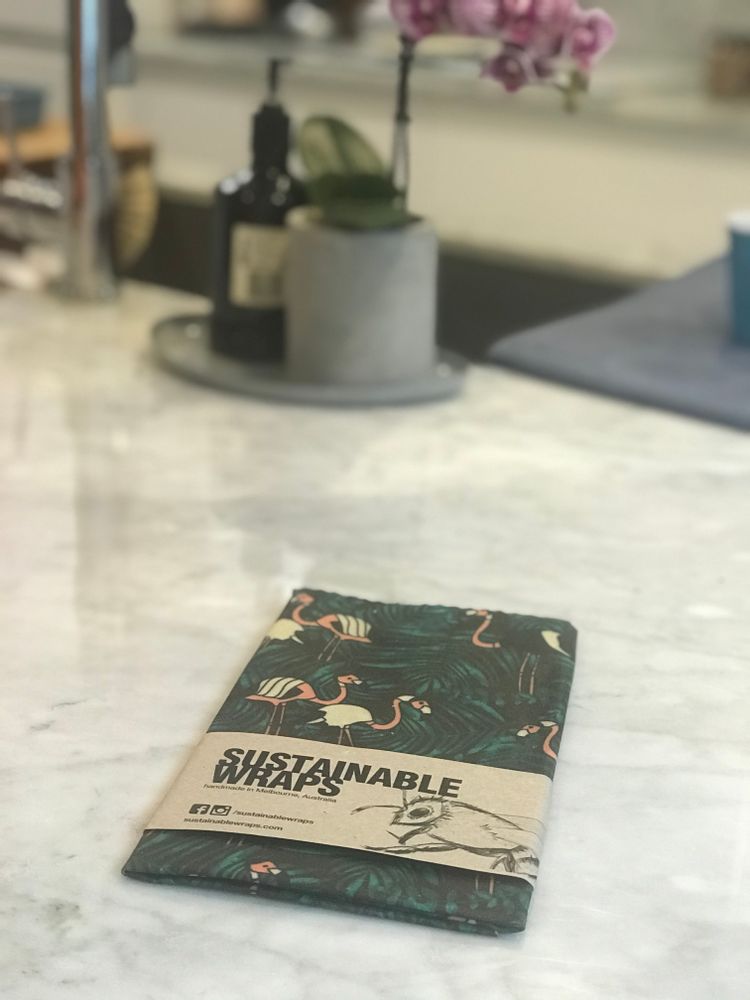 SUSTAINABLE
WRAPS
handmade in Melbourne, Australia
/sustainablewraps
sustainablewraps.com